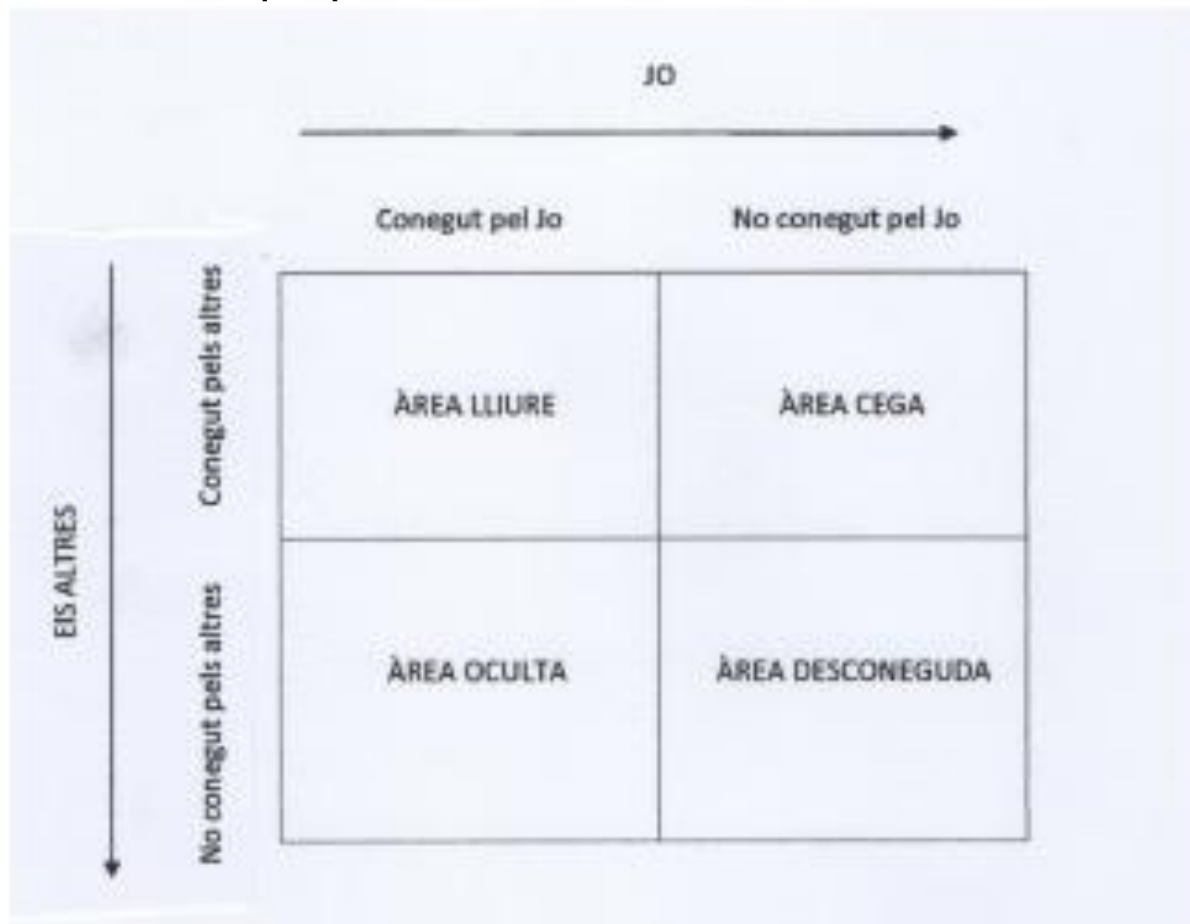 JO
Conegut pel Jo
No conegut pel Jo
EIS ALTRES
Conegut pels altres
No conegut pels altres
ÀREA LLIURE
ÀREA CEGA
ÀREA OCULTA
ÀREA DESCONEGUDA